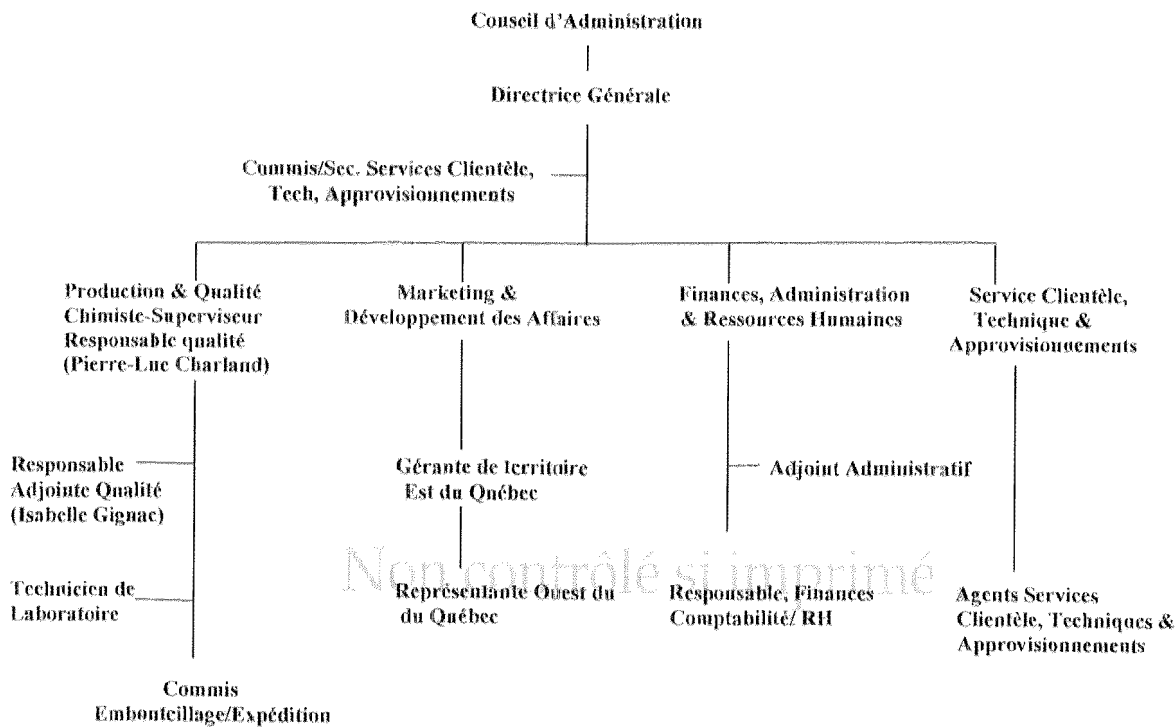 Conseil d'Administration
Directrice Générale
Commis/Sec. Services Clientèle,
Tech, Approvisionnements
Production & Qualité
Chimiste-Superviseur
Responsable qualité
(Pierre-Luc Charland)
Marketing &
Développement des Affaires
Finances, Administration
& Ressources Humaines
Service Clientèle,
Technique &
Approvisionnements
Responsable
Adjointe Qualité
(Isabelle Gignac)
Gérante de territoire
Est du Québec
Adjoint Administratif
Non contrôlé si imprimé
Technicien de
Laboratoire
Représentante Ouest du
du Québec
Responsable, Finances
Comptabilité/ RH
Agents Services
Clientèle, Techniques &
Approvisionnements
Commis
Embouteillage/Expédition